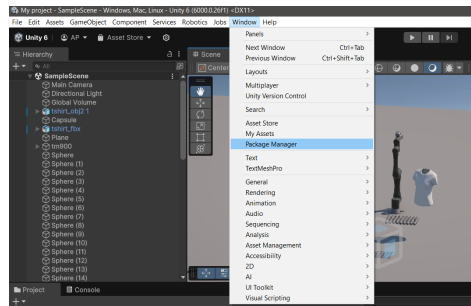 My project - SampleScene - Windows, Mac, Linux - Unity 6 (6000.0.26f1) <DX11>
File Edit Assets GameObject Component Services Robotics Jobs Window Help
Unity 6 AP Asset Store
Hierarchy
All
SampleScene
Main Camera
Directional Light
Global Volume
tshirt_obj2.1
Capsule
tshirt_fbx
Plane
tm900
Sphere
Sphere (1)
Sphere (2)
Sphere (3)
Sphere (4)
Sphere (5)
Sphere (6)
Sphere (7)
Sphere (8)
Sphere (9)
Sphere (10)
Sphere (11)
Sphere (12)
Sphere (13)
Sphere (14)
Project Console
Scene
Center
Panels
Next Window Ctrl+Tab
Previous Window Ctrl+Shift+Tab
Layouts
Multiplayer
Unity Version Control
Search
Asset Store
My Assets
Package Manager
Text
TextMeshPro
General
Rendering
Animation
Audio
Sequencing
Analysis
Asset Management
Accessibility
2D
AI
UI Toolkit
Visual Scripting